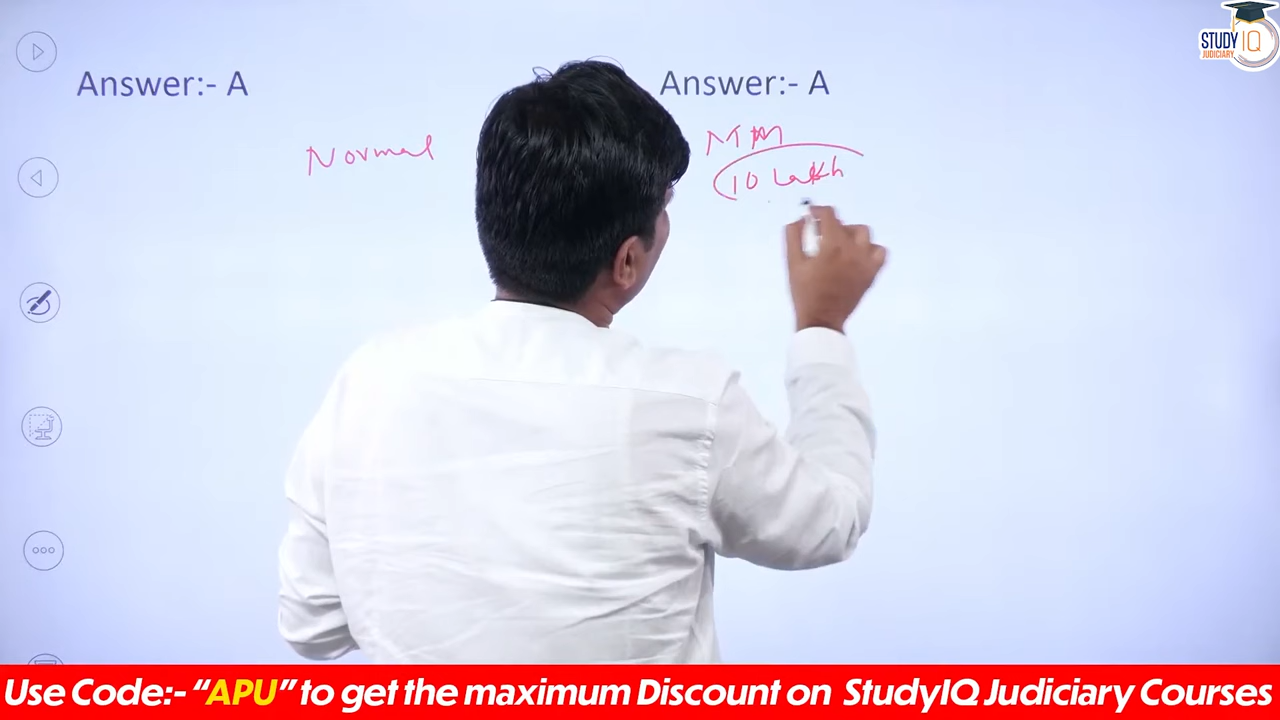 STUDY IQ
JUDICIARY
Answer:- A
Answer:- A
Normal
MM
10 Lakh
Use Code:- “APU” to get the maximum Discount on StudyIQ Judiciary Courses